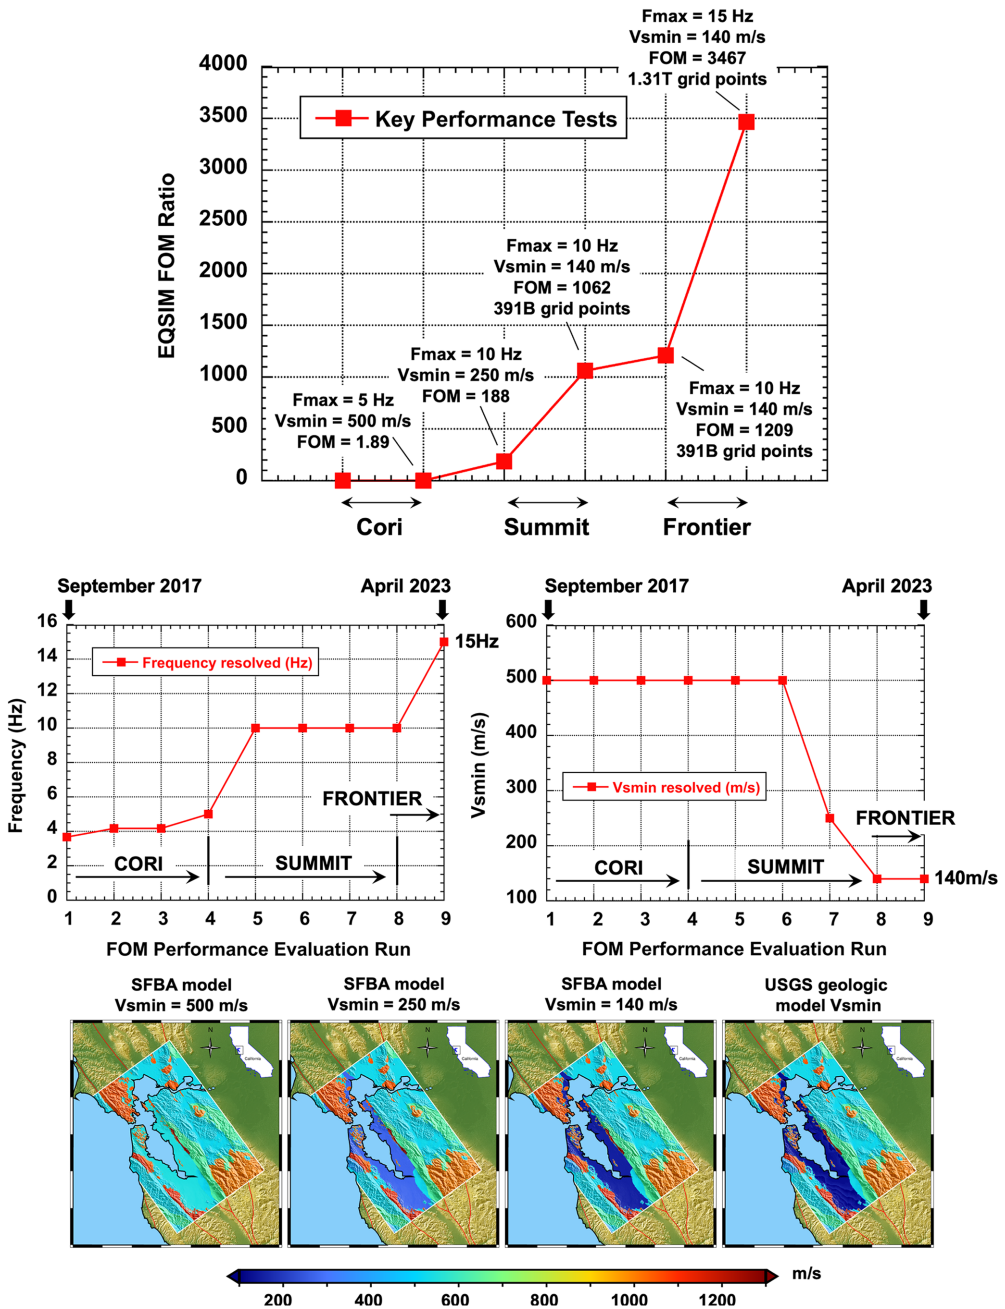 Fmax = 15 Hz
Vsmin = 140 m/s
FOM = 3467
1.31T grid points
4000
3500
3000
2500
2000
1500
1000
500
0
EQSIM FOM Ratio
Key Performance Tests
Fmax = 10 Hz
Vsmin = 140 m/s
FOM = 1062
391B grid points
Fmax = 10 Hz
Vsmin = 250 m/s
FOM = 188
Fmax = 5 Hz
Vsmin = 500 m/s
FOM = 1.89
Fmax = 10 Hz
Vsmin = 140 m/s
FOM = 1209
391B grid points
Cori
Summit
Frontier
September 2017
April 2023
16
14
12
10
8
6
4
2
0
Frequency (Hz)
Frequency resolved (Hz)
15Hz
FRONTIER
CORI
SUMMIT
1 2 3 4 5 6 7 8 9
FOM Performance Evaluation Run
September 2017
April 2023
600
500
400
300
200
100
Vsmin (m/s)
Vsmin resolved (m/s)
FRONTIER
CORI
SUMMIT
140m/s
1 2 3 4 5 6 7 8 9
FOM Performance Evaluation Run
SFBA model
Vsmin = 500 m/s
SFBA model
Vsmin = 250 m/s
SFBA model
Vsmin = 140 m/s
USGS geologic
model Vsmin
N
California
N
California
N
California
N
California
m/s
200 400 600 800 1000 1200